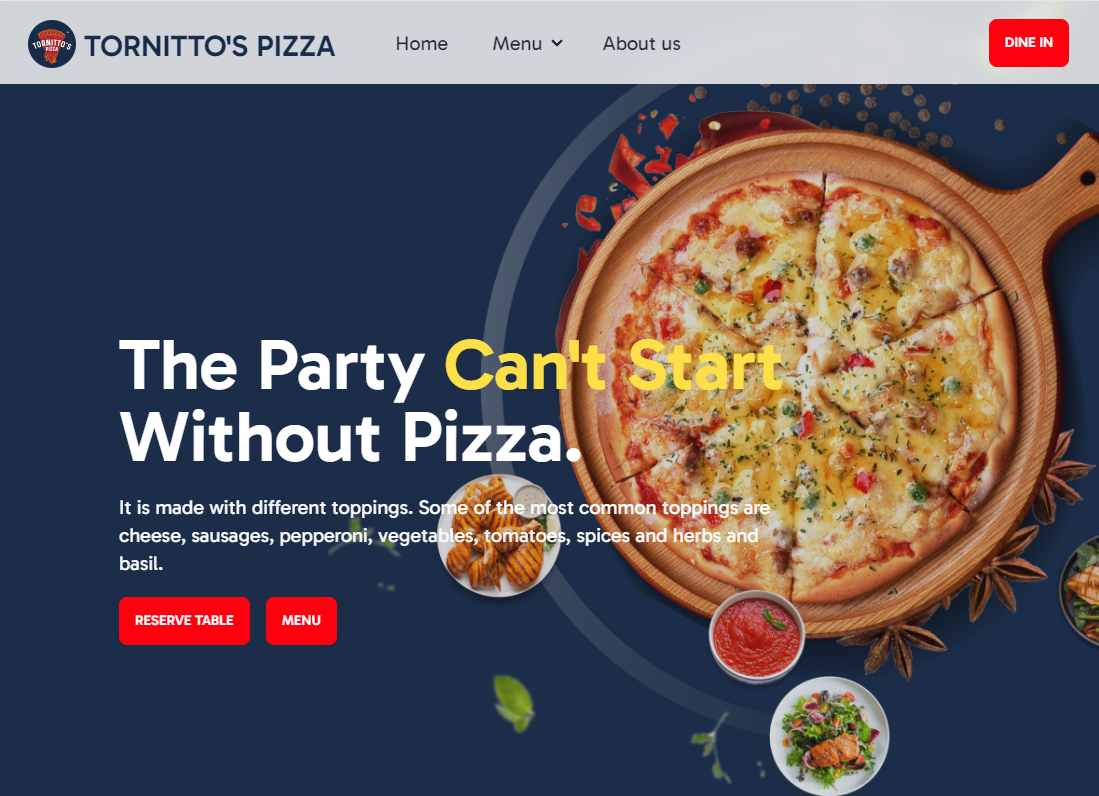 TORNITTO'S
PIZZA
TORNITTO'S PIZZA
Home
Menu
About us
DINE IN
The Party Can't Start
Without Pizza.
It is made with different toppings. Some of the most common toppings are
cheese, sausages, pepperoni, vegetables, tomatoes, spices and herbs and
basil.
RESERVE TABLE
MENU